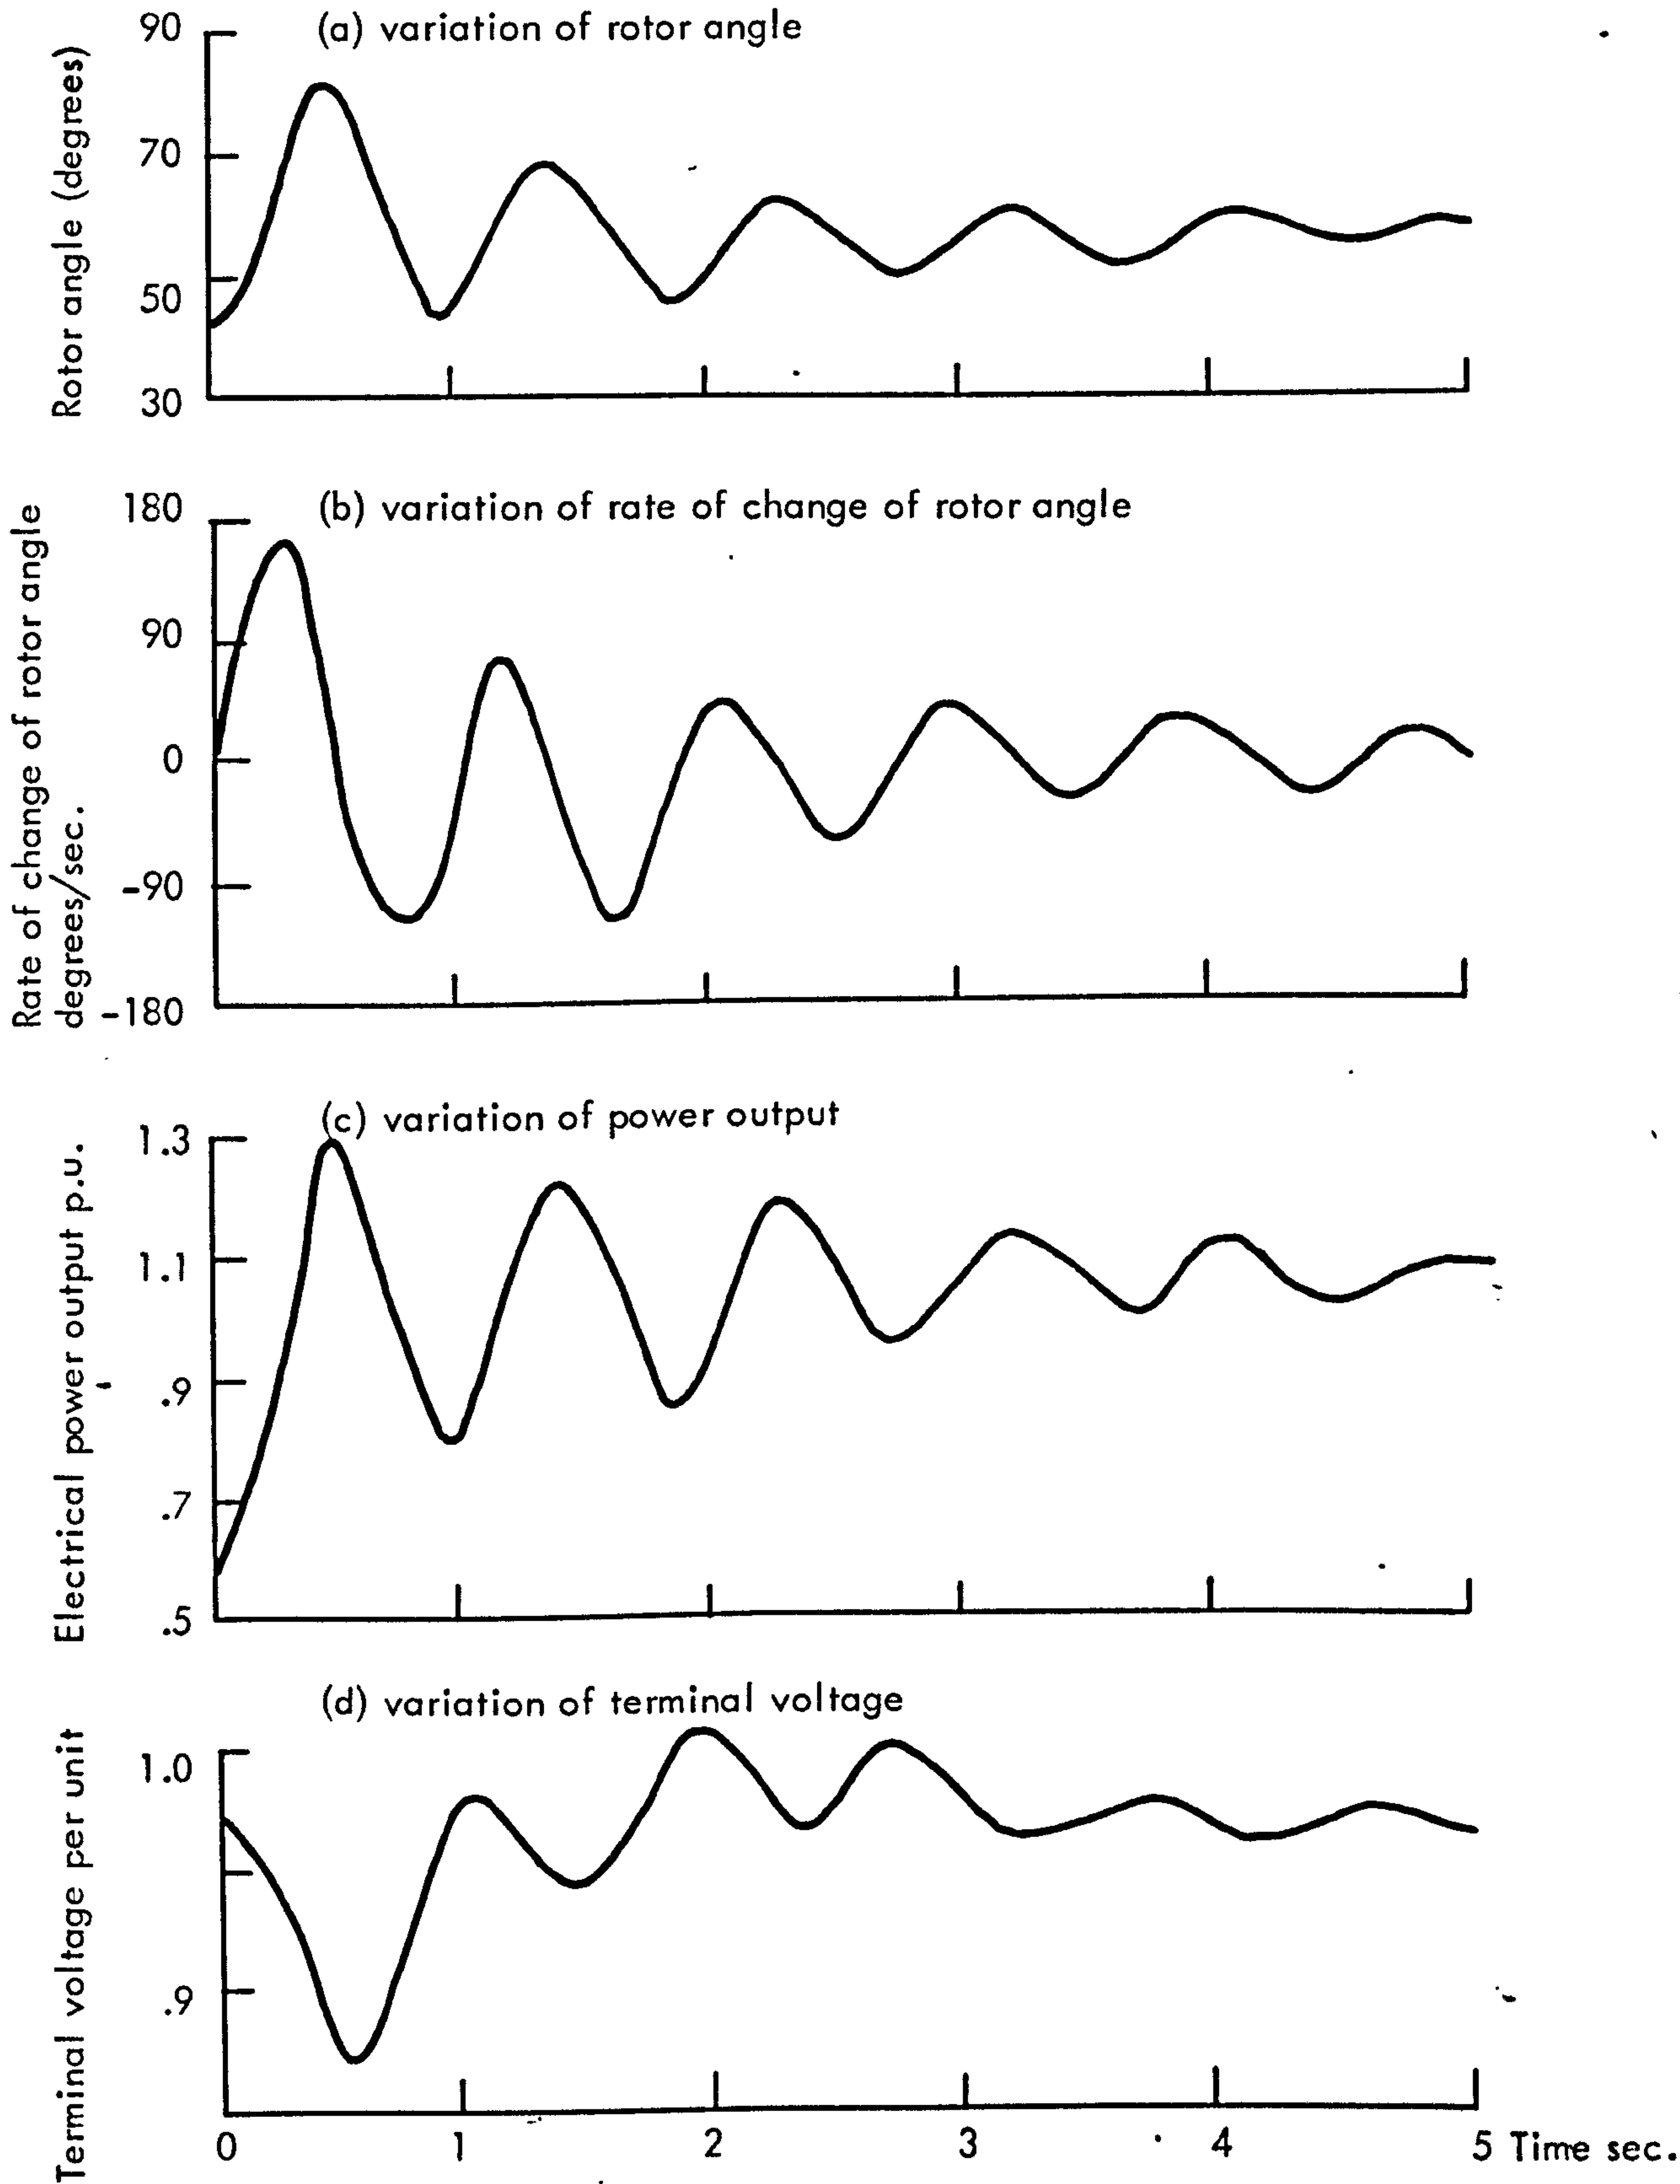 (a) variation of rotor angle
Rotor angle (degrees)
90
70
50
30
(b) variation of rate of change of rotor angle
Rate of change of rotor angle
degrees/sec.
180
90
0
-90
-180
(c) variation of power output
Electrical power output p.u.
1.3
1.1
.9
.7
.5
(d) variation of terminal voltage
Terminal voltage per unit
1.0
.9
0 1 2 3 4 5 Time sec.